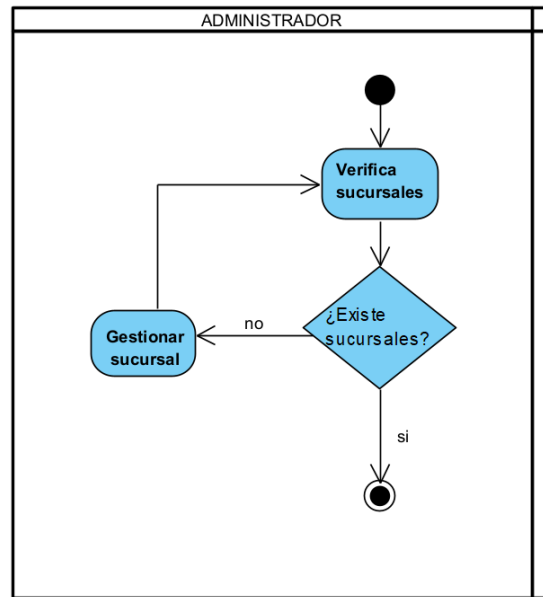 ADMINISTRADOR
Verifica
sucursales
¿Existe
sucursales?
no
Gestionar
sucursal
si